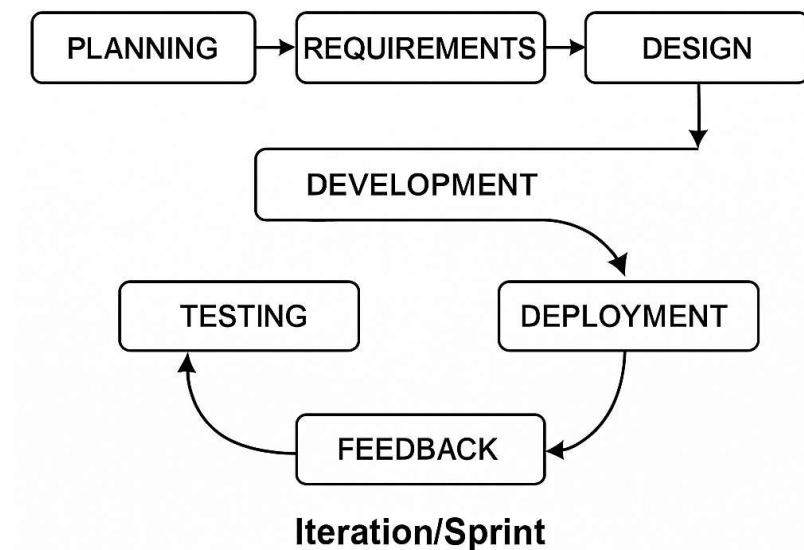 PLANNING
REQUIREMENTS
DESIGN
DEVELOPMENT
TESTING
DEPLOYMENT
FEEDBACK
Iteration/Sprint